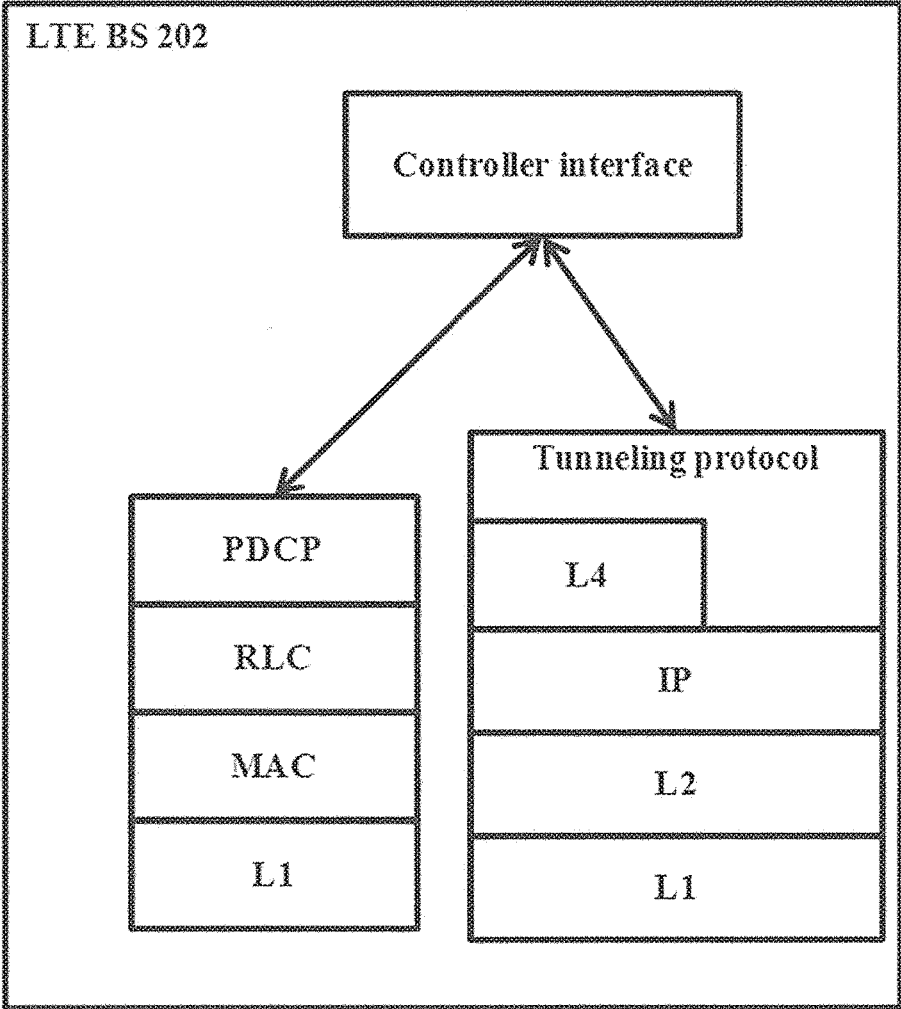 LTE BS 202
Controller interface
PDCP
RLC
MAC
L1
Tunneling protocol
L4
IP
L2
L1